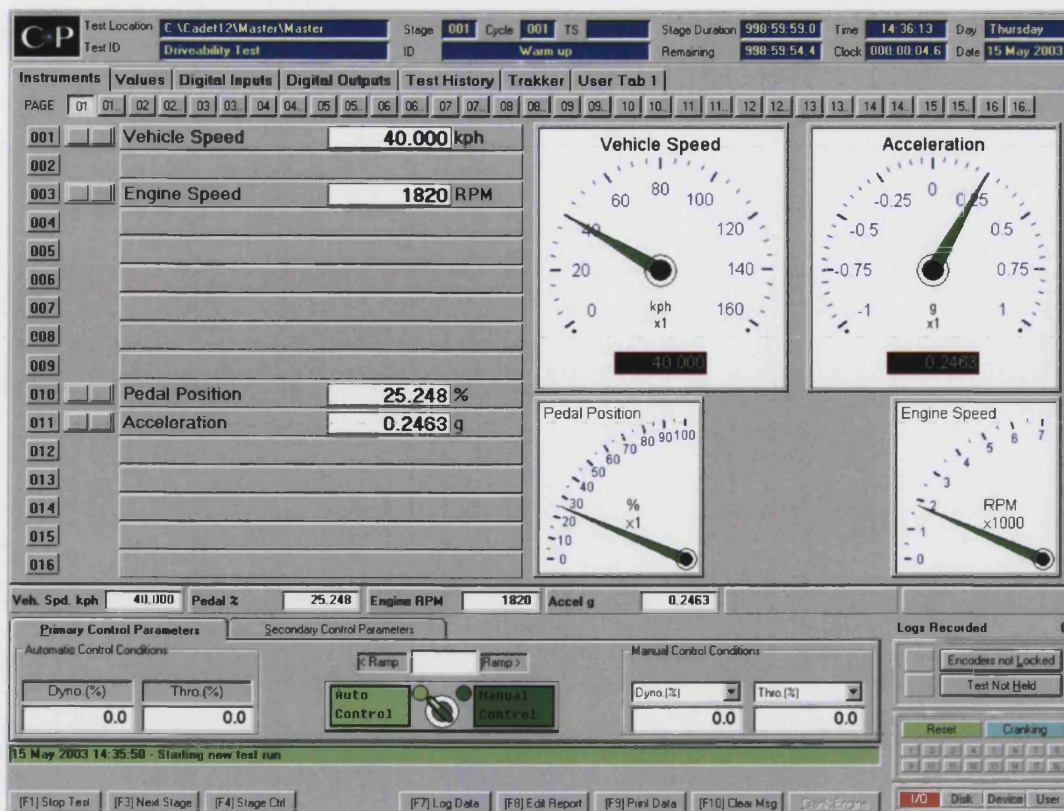 C·P
Test Location C:\Cadet12\Master\Master Stage 001 Cycle 001 TS Stage Duration 998:59:59.0 Time 14:36:13 Day Thursday
Test ID Driveability Test ID Warm up Remaining 998:59:54.4 Clock 000:00:04.6 Date 15 May 2003
Instruments Values Digital Inputs Digital Outputs Test History Trakker User Tab 1
PAGE 01 01.. 02 02.. 03 03.. 04 04.. 05 05.. 06 06.. 07 07.. 08 08.. 09 09.. 10 10.. 11 11.. 12 12.. 13 13.. 14 14.. 15 15.. 16 16..
001 Vehicle Speed 40.000 kph
002
003 Engine Speed 1820 RPM
004
005
006
007
008
009
010 Pedal Position 25.248 %
011 Acceleration 0.2463 g
012
013
014
015
016
Vehicle Speed
0 20 40 60 80 100 120 140 160
kph
x1
40.000
Acceleration
-1 -0.75 -0.5 -0.25 0 0.25 0.5 0.75 1
g
x1
0.2463
Pedal Position
0 10 20 30 40 50 60 70 80 90 100
%
x1
Engine Speed
0 1 2 3 4 5 6 7
RPM
x1000
Veh. Spd. kph 40.000 Pedal % 25.248 Engine RPM 1820 Accel g 0.2463
Primary Control Parameters Secondary Control Parameters
Automatic Control Conditions
Dyno.(%) Thro.(%)
0.0 0.0
< Ramp Ramp >
Auto Control
Manual Control
Manual Control Conditions
Dyno.(%) Thro.(%)
0.0 0.0
Logs Recorded
Encoders not Locked
Test Not Held
Reset Cranking
15 May 2003 14:35:50 - Starting new test run
[F1] Stop Test [F3] Next Stage [F4] Stage Ctrl [F7] Log Data [F8] Edit Report [F9] Print Data [F10] Clear Msg Crank Engine
I/O Disk Device User